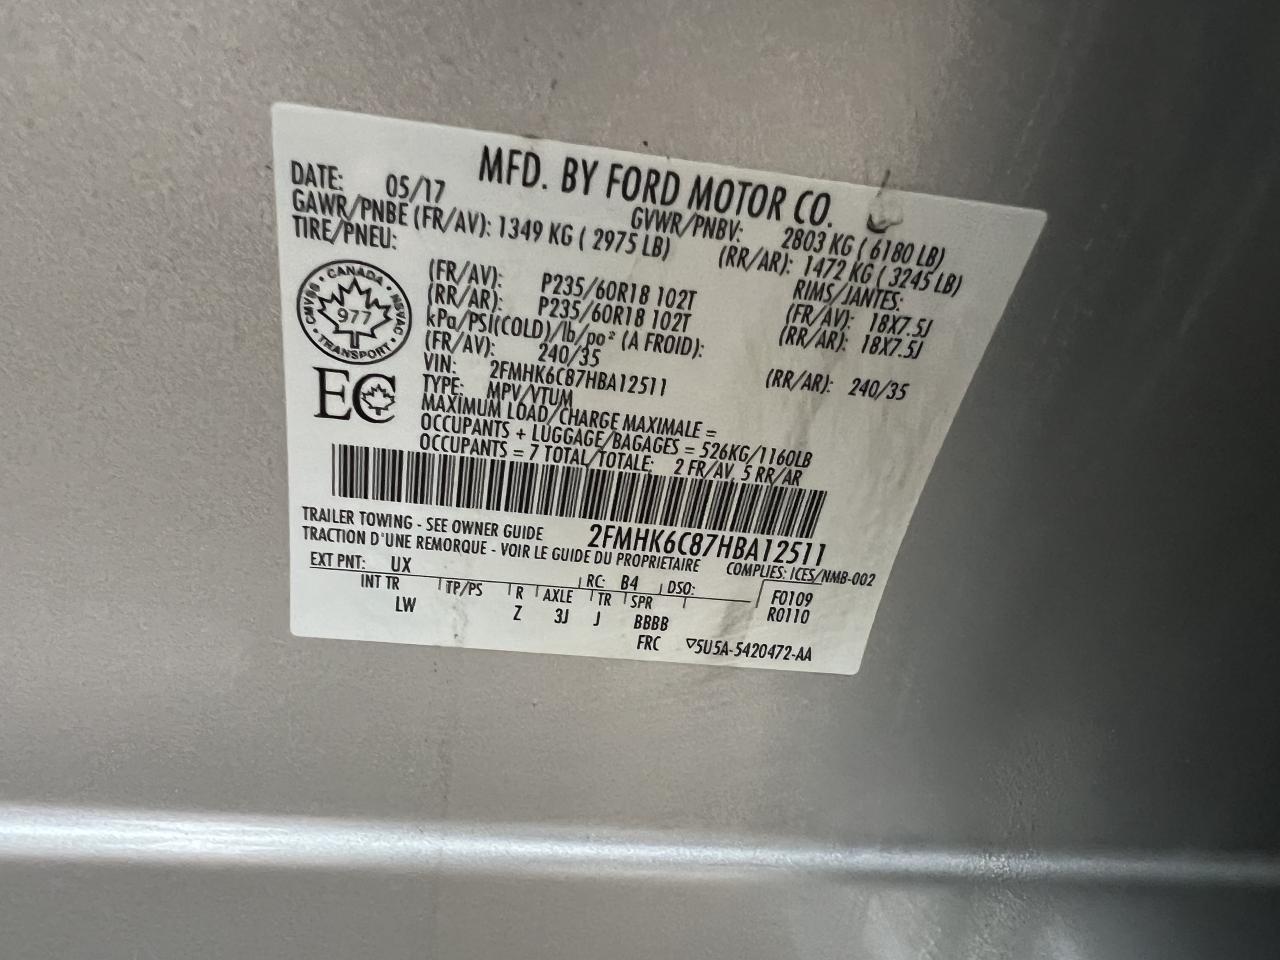 MFD. BY FORD MOTOR CO.
DATE: 05/17 GVWR/PNBV: 2803 KG ( 6180 LB)
GAWR/PNBE (FR/AV): 1349 KG ( 2975 LB) (RR/AR): 1472 KG ( 3245 LB)
TIRE/PNEU: RIMS/JANTES:
(FR/AV): P235/60R18 102T (FR/AV): 18X7.5J
(RR/AR): P235/60R18 102T (RR/AR): 18X7.5J
kPa/PSI(COLD)/lb/po² (A FROID):
(FR/AV): 240/35 (RR/AR): 240/35
VIN: 2FMHK6C87HBA12511
TYPE: MPV/VTUM
MAXIMUM LOAD/CHARGE MAXIMALE =
OCCUPANTS + LUGGAGE/BAGAGES = 526KG/1160LB
OCCUPANTS = 7 TOTAL/TOTALE: 2 FR/AV, 5 RR/AR
CANADA
CMVSS NSVAC
977
TRANSPORT
EC
2FMHK6C87HBA12511
TRAILER TOWING - SEE OWNER GUIDE
TRACTION D'UNE REMORQUE - VOIR LE GUIDE DU PROPRIETAIRE
COMPLIES: ICES/NMB-002
EXT PNT: UX RC: B4 DSO:
F0109
R0110
INT TR TP/PS R AXLE TR SPR
LW Z 3J J BBBB
FRC 5U5A-5420472-AA